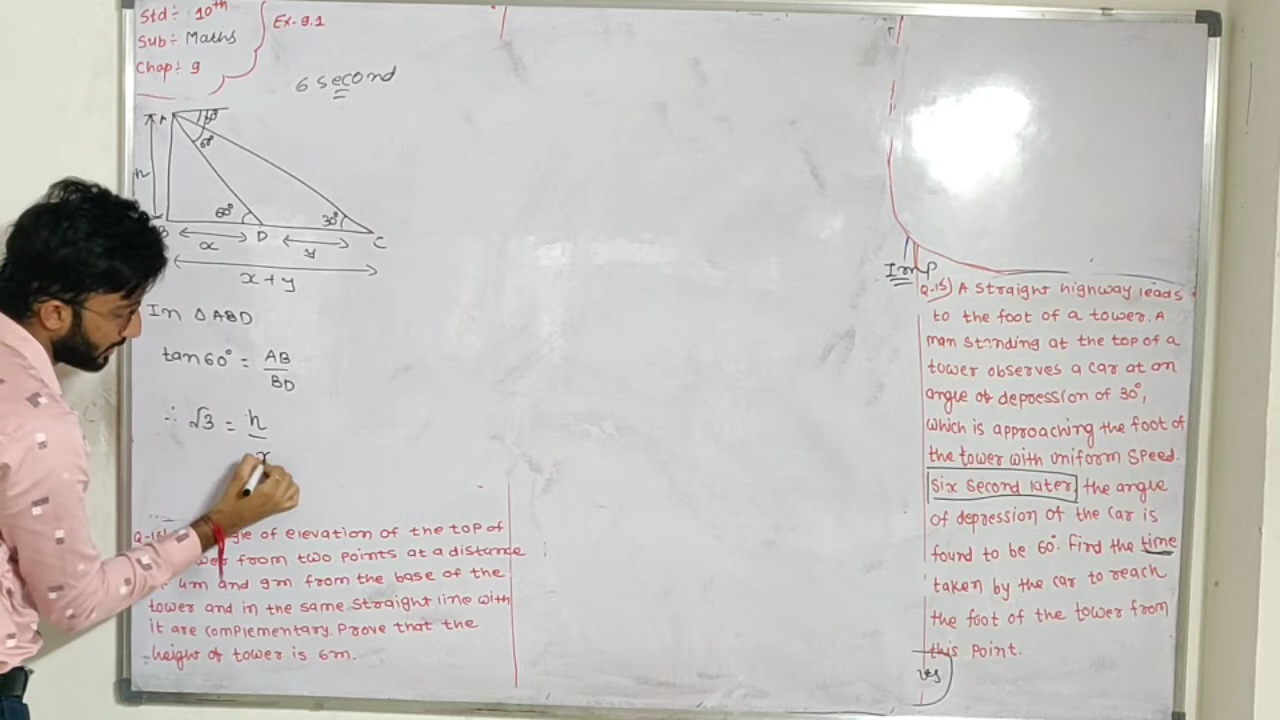 Std÷ 10th
Sub÷ Maths
Chap÷ 9
Ex-9.1
6 second
A
60°
h
60°
30°
B
D
C
x
y
x+y
In △ABD
tan60° = AB/BD
∴ √3 = h/x
Q-16) gle of elevation of the top of
from two points at a distance
4m and 9m from the base of the
tower and in the same straight line with
it are complementary. Prove that the
height of tower is 6m.
Imp
Q.15) A straight highway leads
to the foot of a tower. A
man standing at the top of a
tower observes a car at an
angle of depression of 30°,
which is approaching the foot of
the tower with uniform speed.
Six second later, the angle
of depression of the car is
found to be 60°. Find the time
taken by the car to reach
the foot of the tower from
this point.